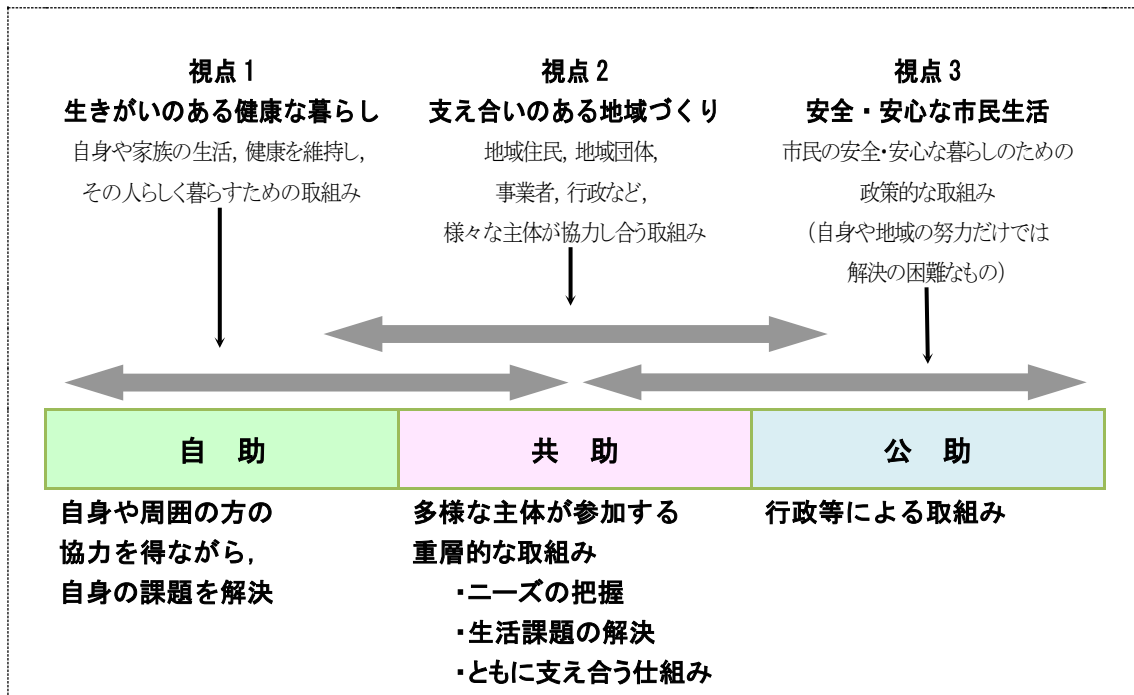 視点1
生きがいのある健康な暮らし
自身や家族の生活，健康を維持し，
その人らしく暮らすための取組み
視点2
支え合いのある地域づくり
地域住民，地域団体，
事業者，行政など，
様々な主体が協力し合う取組み
視点3
安全・安心な市民生活
市民の安全・安心な暮らしのための
政策的な取組み
（自身や地域の努力だけでは
解決の困難なもの）
自　助
共　助
公　助
自身や周囲の方の
協力を得ながら，
自身の課題を解決
多様な主体が参加する
重層的な取組み
・ニーズの把握
・生活課題の解決
・ともに支え合う仕組み
行政等による取組み